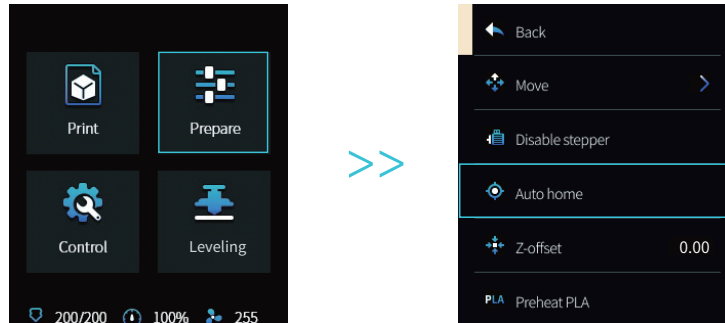 Print
Prepare
Control
Leveling
200/200 100% 255
>>
Back
Move
Disable stepper
Auto home
Z-offset 0.00
PLA Preheat PLA